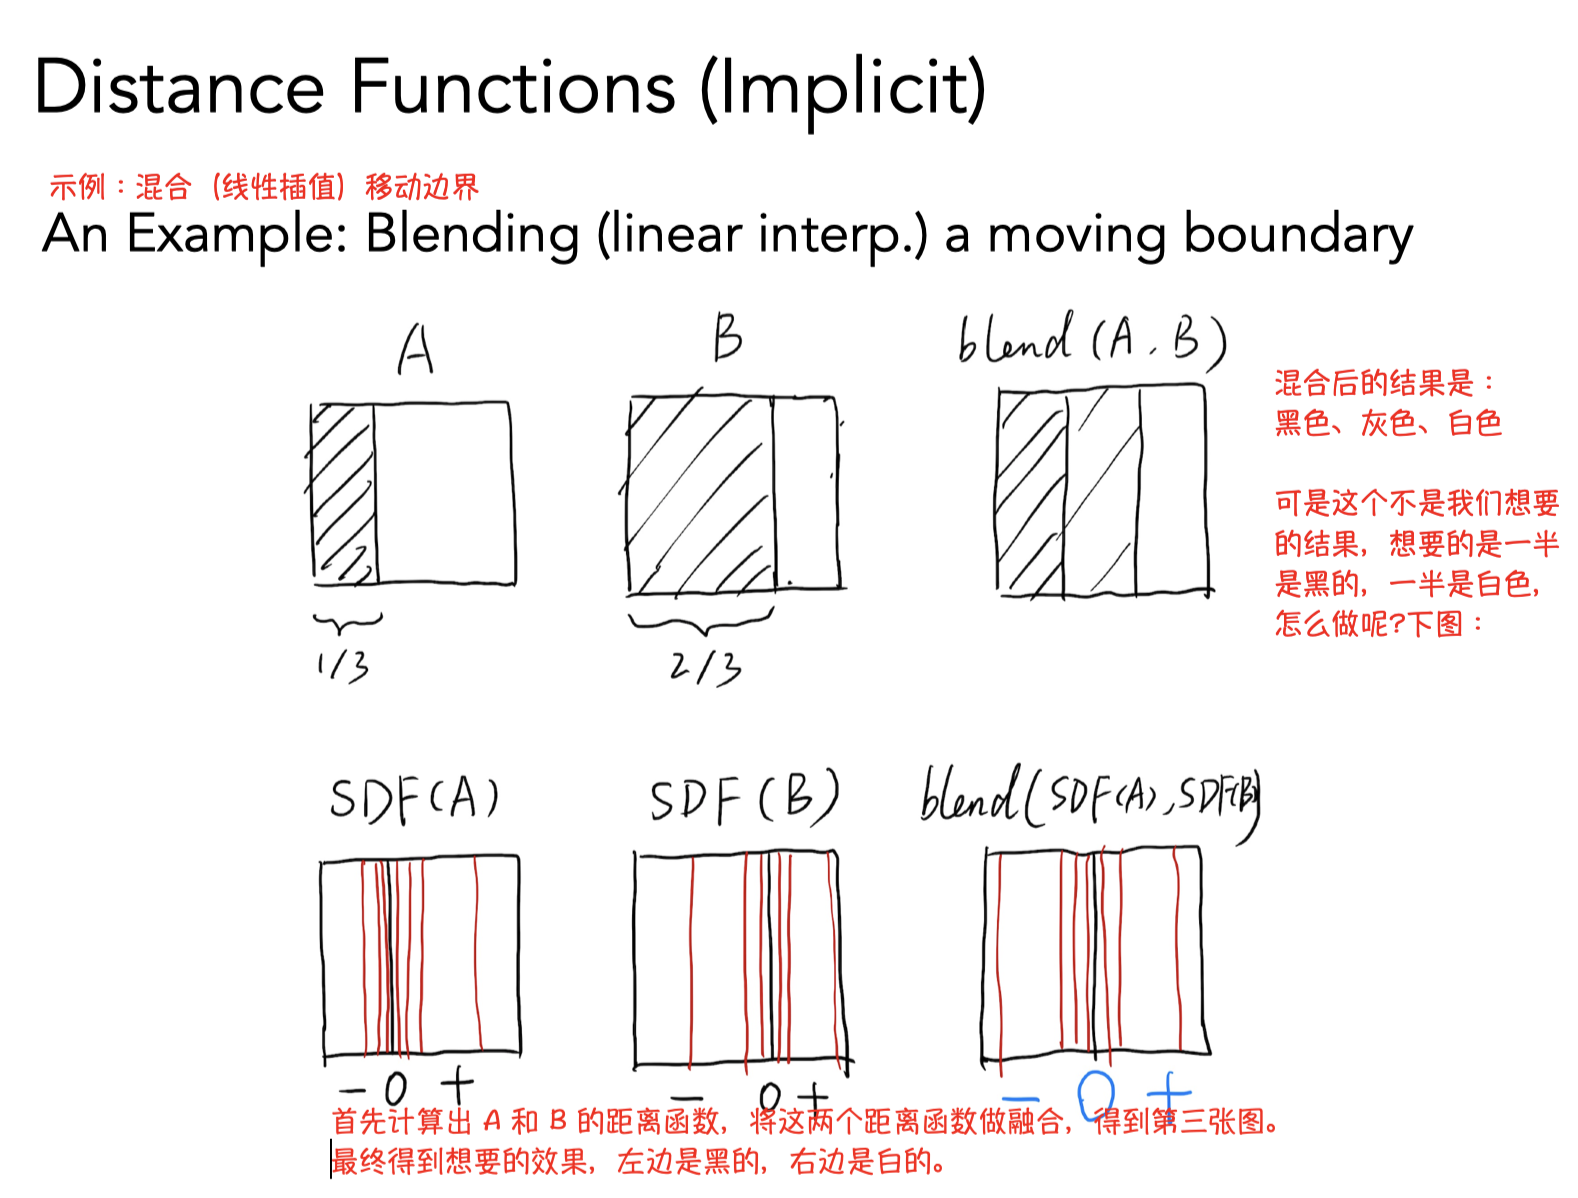 Distance Functions (Implicit)
示例：混合（线性插值）移动边界
An Example: Blending (linear interp.) a moving boundary
A
B
blend (A, B)
混合后的结果是：
黑色、灰色、白色
可是这个不是我们想要
的结果，想要的是一半
是黑的，一半是白色，
怎么做呢?下图：
1/3
2/3
SDF(A)
SDF(B)
blend(SDF(A),SDF(B))
- 0 +
- 0 +
- 0 +
首先计算出 A 和 B 的距离函数，将这两个距离函数做融合，得到第三张图。
最终得到想要的效果，左边是黑的，右边是白的。